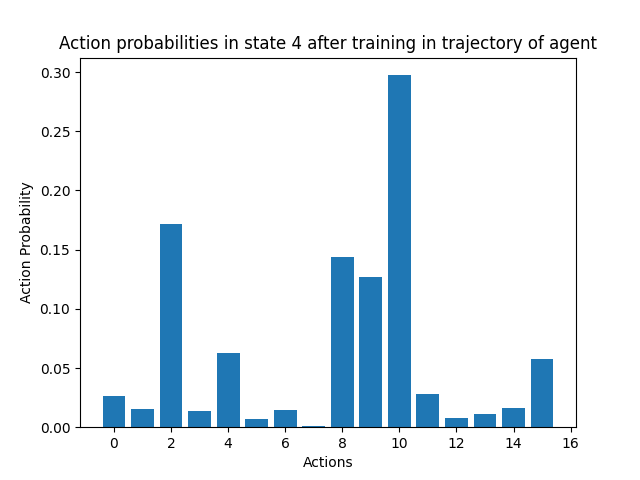 Action probabilities in state 4 after training in trajectory of agent
0.30
0.25
0.20
0.15
0.10
0.05
0.00
Action Probability
0 2 4 6 8 10 12 14 16
Actions